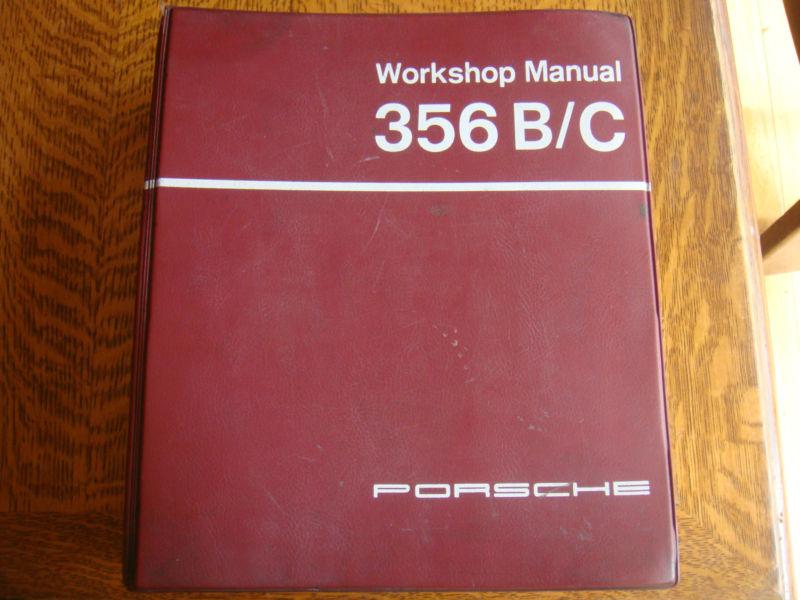 Workshop Manual
356 B/C
PORSCHE